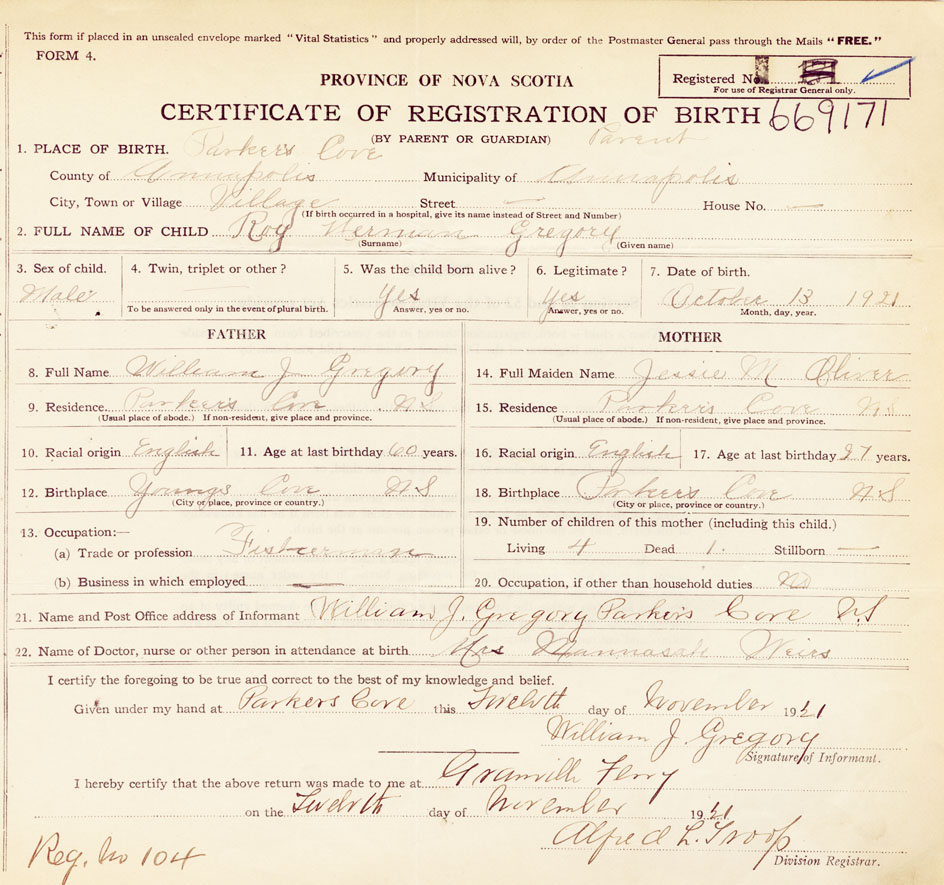 This form if placed in an unsealed envelope marked "Vital Statistics" and properly addressed will, by order of the Postmaster General pass through the Mails "FREE."
FORM 4.
PROVINCE OF NOVA SCOTIA
Registered No.
For use of Registrar General only.
CERTIFICATE OF REGISTRATION OF BIRTH 669171
(BY PARENT OR GUARDIAN) Parent
1. PLACE OF BIRTH. Parker's Cove
County of Annapolis Municipality of Annapolis
City, Town or Village Village Street — House No. —
(If birth occurred in a hospital, give its name instead of Street and Number)
2. FULL NAME OF CHILD Roy Herman Gregory
(Surname) (Given name)
3. Sex of child. 4. Twin, triplet or other? 5. Was the child born alive? 6. Legitimate? 7. Date of birth.
Male — Yes Yes October 13 1921
To be answered only in the event of plural birth. Answer, yes or no. Answer, yes or no. Month, day, year.
FATHER MOTHER
8. Full Name William J Gregory 14. Full Maiden Name Jessie M Oliver
9. Residence Parker's Cove NS 15. Residence Parker's Cove NS
(Usual place of abode.) If non-resident, give place and province. (Usual place of abode.) If non-resident, give place and province.
10. Racial origin English 11. Age at last birthday 60 years. 16. Racial origin English 17. Age at last birthday years.
12. Birthplace Youngs Cove NS 18. Birthplace Parker's Cove NS
(City or place, province or country.) (City or place, province or country.)
13. Occupation:— 19. Number of children of this mother (including this child.)
(a) Trade or profession Fisherman Living 4 Dead 1. Stillborn —
(b) Business in which employed — 20. Occupation, if other than household duties No
21. Name and Post Office address of Informant William J. Gregory Parker's Cove N.S
22. Name of Doctor, nurse or other person in attendance at birth Mrs Mannasah Weirs
I certify the foregoing to be true and correct to the best of my knowledge and belief.
Given under my hand at Parkers Cove this Twelvth day of November 1921
William J. Gregory
Signature of Informant.
I hereby certify that the above return was made to me at Granville Ferry
on the Twelvth day of November 1921
Alfred L. Troop
Division Registrar.
Reg. No 104